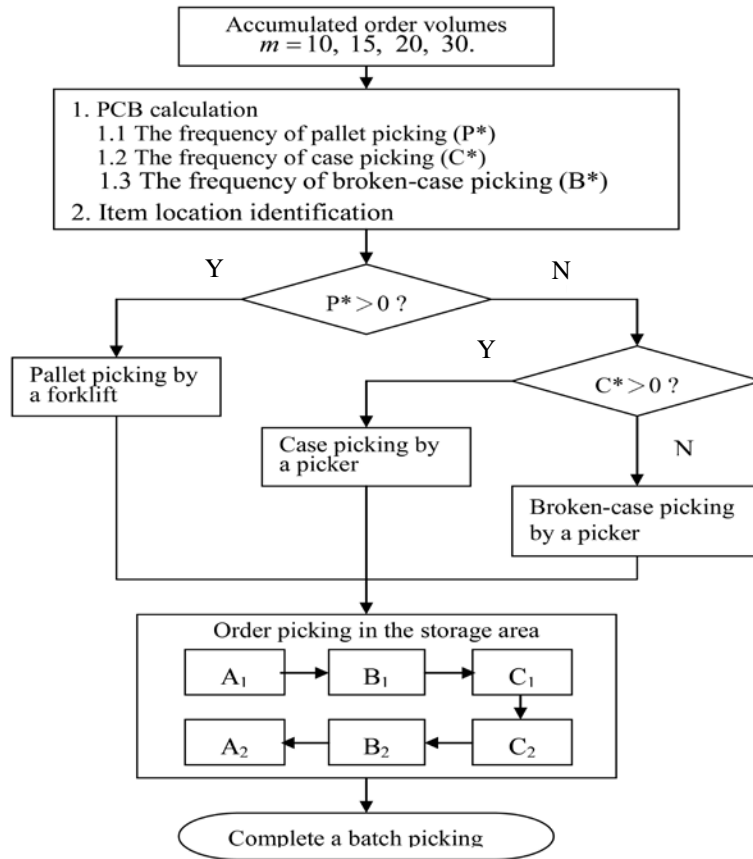 Accumulated order volumes
m = 10, 15, 20, 30.
1. PCB calculation
1.1 The frequency of pallet picking (P*)
1.2 The frequency of case picking (C*)
1.3 The frequency of broken-case picking (B*)
2. Item location identification
Y
N
P* > 0 ?
Y
Pallet picking by
a forklift
C* > 0 ?
Case picking by
a picker
N
Broken-case picking
by a picker
Order picking in the storage area
A₁
B₁
C₁
A₂
B₂
C₂
Complete a batch picking